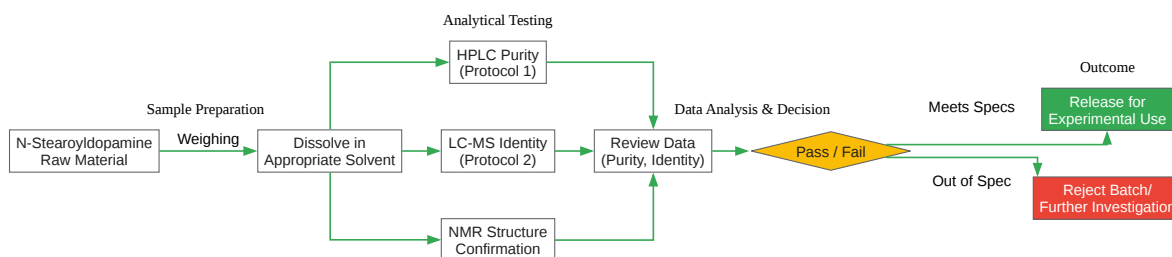 Analytical Testing
HPLC Purity
(Protocol 1)
Outcome
Sample Preparation
Data Analysis & Decision
Meets Specs
Release for
Experimental Use
N-Stearoyldopamine
Raw Material
Weighing
Dissolve in
Appropriate Solvent
LC-MS Identity
(Protocol 2)
Review Data
(Purity, Identity)
Pass / Fail
Out of Spec
Reject Batch/
Further Investigation
NMR Structure
Confirmation